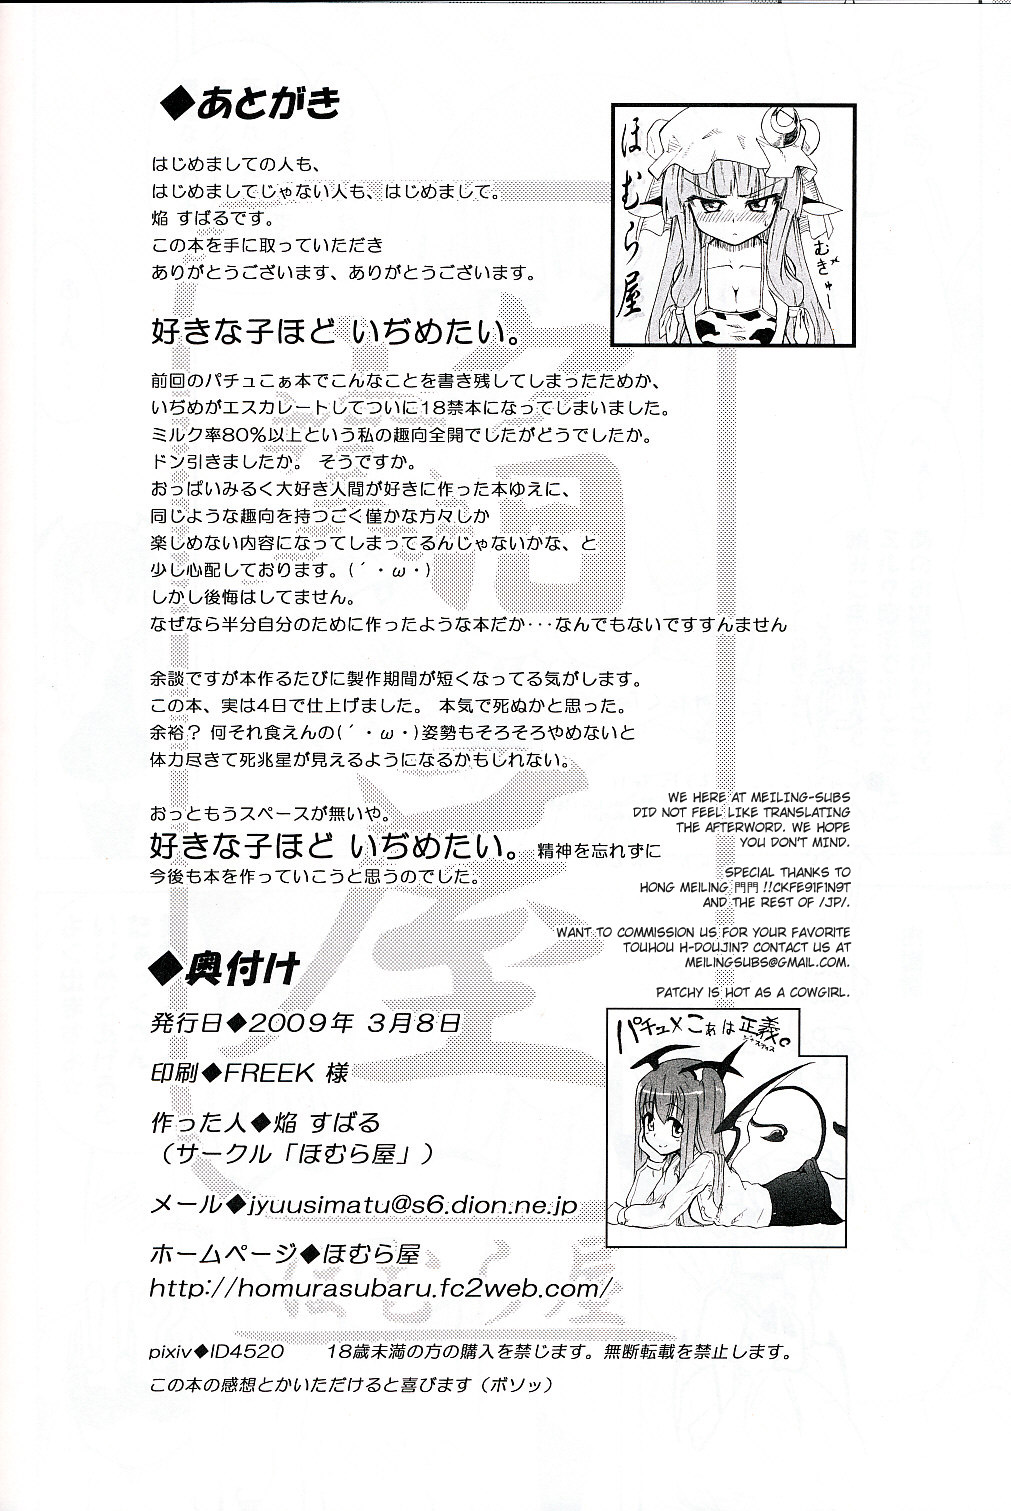 ◆あとがき
はじめましての人も、
はじめましてじゃない人も、はじめまして。
焔 すばるです。
この本を手に取っていただき
ありがとうございます、ありがとうございます。
好きな子ほど いぢめたい。
前回のパチュこぁ本でこんなことを書き残してしまったためか、
いぢめがエスカレートしてついに18禁本になってしまいました。
ミルク率80%以上という私の趣向全開でしたがどうでしたか。
ドン引きましたか。 そうですか。
おっぱいみるく大好き人間が好きに作った本ゆえに、
同じような趣向を持つごく僅かな方々しか
楽しめない内容になってしまってるんじゃないかな、と
少し心配しております。(´・ω・)
しかし後悔はしてません。
なぜなら半分自分のために作ったような本だか･･･なんでもないですすんません
余談ですが本作るたびに製作期間が短くなってる気がします。
この本、実は4日で仕上げました。 本気で死ぬかと思った。
余裕？ 何それ食えんの(´・ω・)姿勢もそろそろやめないと
体力尽きて死兆星が見えるようになるかもしれない。
おっともうスペースが無いや。
好きな子ほど いぢめたい。精神を忘れずに
今後も本を作っていこうと思うのでした。
ほむら屋
むきゅー
WE HERE AT MEILING-SUBS
DID NOT FEEL LIKE TRANSLATING
THE AFTERWORD. WE HOPE
YOU DON'T MIND.
SPECIAL THANKS TO
HONG MEILING 門門 !!CKFE9IFIN9T
AND THE REST OF /JP/.
WANT TO COMMISSION US FOR YOUR FAVORITE
TOUHOU H-DOUJIN? CONTACT US AT
MEILINGSUBS@GMAIL.COM.
PATCHY IS HOT AS A COWGIRL.
◆奥付け
発行日◆2009年 3月8日
印刷◆FREEK 様
作った人◆焔 すばる
（サークル「ほむら屋」）
メール◆jyuusimatu@s6.dion.ne.jp
ホームページ◆ほむら屋
http://homurasubaru.fc2web.com/
パチュ×こぁは正義。
ジャスティス
ほむら屋
pixiv◆ID4520 18歳未満の方の購入を禁じます。無断転載を禁止します。
この本の感想とかいただけると喜びます（ボソッ）